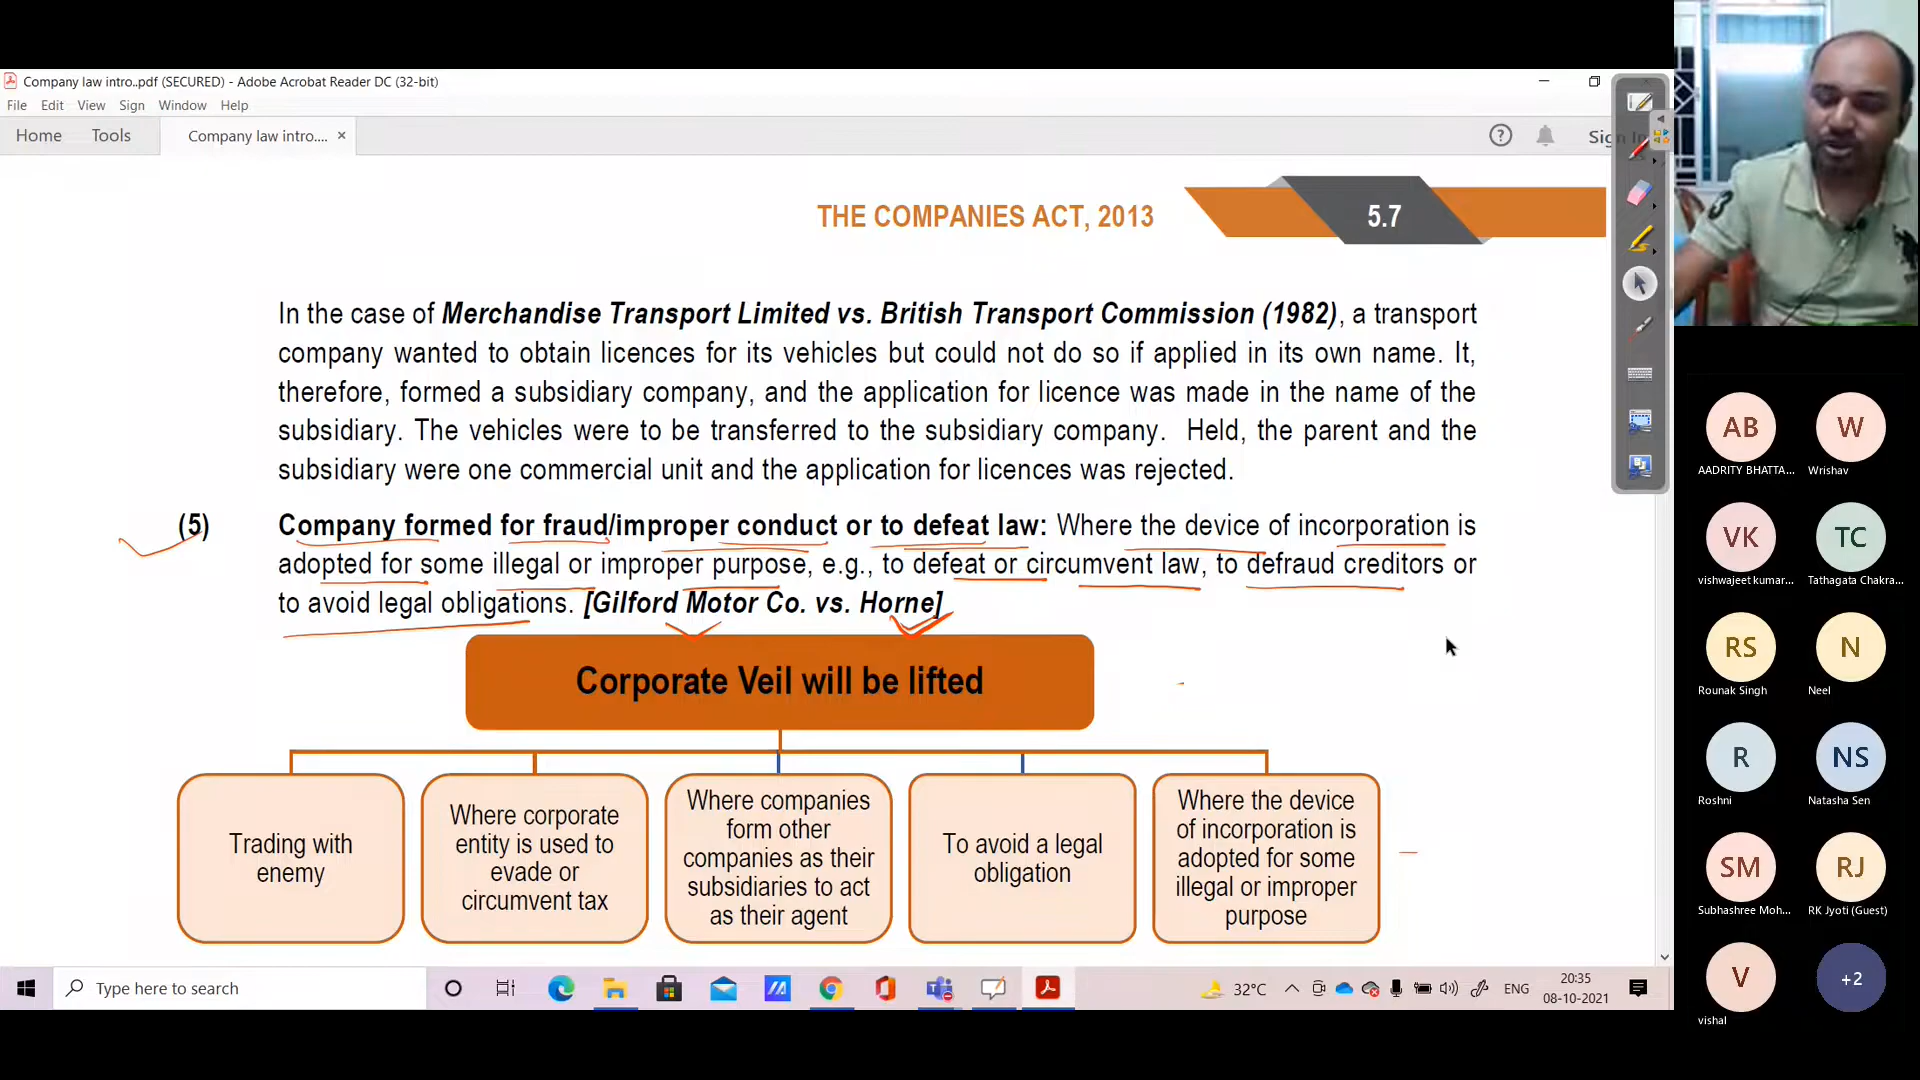 Company law intro..pdf (SECURED) - Adobe Acrobat Reader DC (32-bit)
File Edit View Sign Window Help
Home Tools Company law intro.... × Sign In
THE COMPANIES ACT, 2013 5.7
In the case of Merchandise Transport Limited vs. British Transport Commission (1982), a transport
company wanted to obtain licences for its vehicles but could not do so if applied in its own name. It,
therefore, formed a subsidiary company, and the application for licence was made in the name of the
subsidiary. The vehicles were to be transferred to the subsidiary company. Held, the parent and the
subsidiary were one commercial unit and the application for licences was rejected.
(5) Company formed for fraud/improper conduct or to defeat law: Where the device of incorporation is
adopted for some illegal or improper purpose, e.g., to defeat or circumvent law, to defraud creditors or
to avoid legal obligations. [Gilford Motor Co. vs. Horne]
Corporate Veil will be lifted
Trading with
enemy
Where corporate
entity is used to
evade or
circumvent tax
Where companies
form other
companies as their
subsidiaries to act
as their agent
To avoid a legal
obligation
Where the device
of incorporation is
adopted for some
illegal or improper
purpose
Type here to search
32°C ENG
20:35
08-10-2021
3
AB W
AADRITY BHATTA... Wrishav
VK TC
vishwajeet kumar... Tathagata Chakra...
RS N
Rounak Singh Neel
R NS
Roshni Natasha Sen
SM RJ
Subhashree Moh... RK Jyoti (Guest)
V +2
vishal